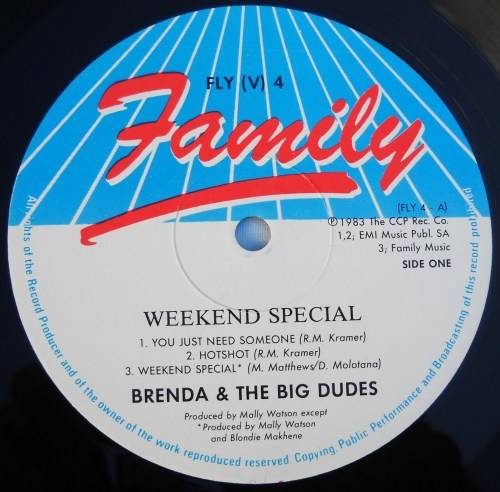 FLY (V) 4
Family
(FLY 4 - A)
℗1983 The CCP Rec. Co.
1,2; EMI Music Publ. SA
3; Family Music
SIDE ONE
WEEKEND SPECIAL
1. YOU JUST NEED SOMEONE (R.M. Kramer)
2. HOTSHOT (R.M. Kramer)
3. WEEKEND SPECIAL* (M. Matthews/D. Molotana)
BRENDA & THE BIG DUDES
Produced by Mally Watson except
*Produced by Mally Watson
and Blondie Makhene
All rights of the Record Producer and of the owner of the work reproduced reserved Copying, Public Performance and Broadcasting of this record prohibited